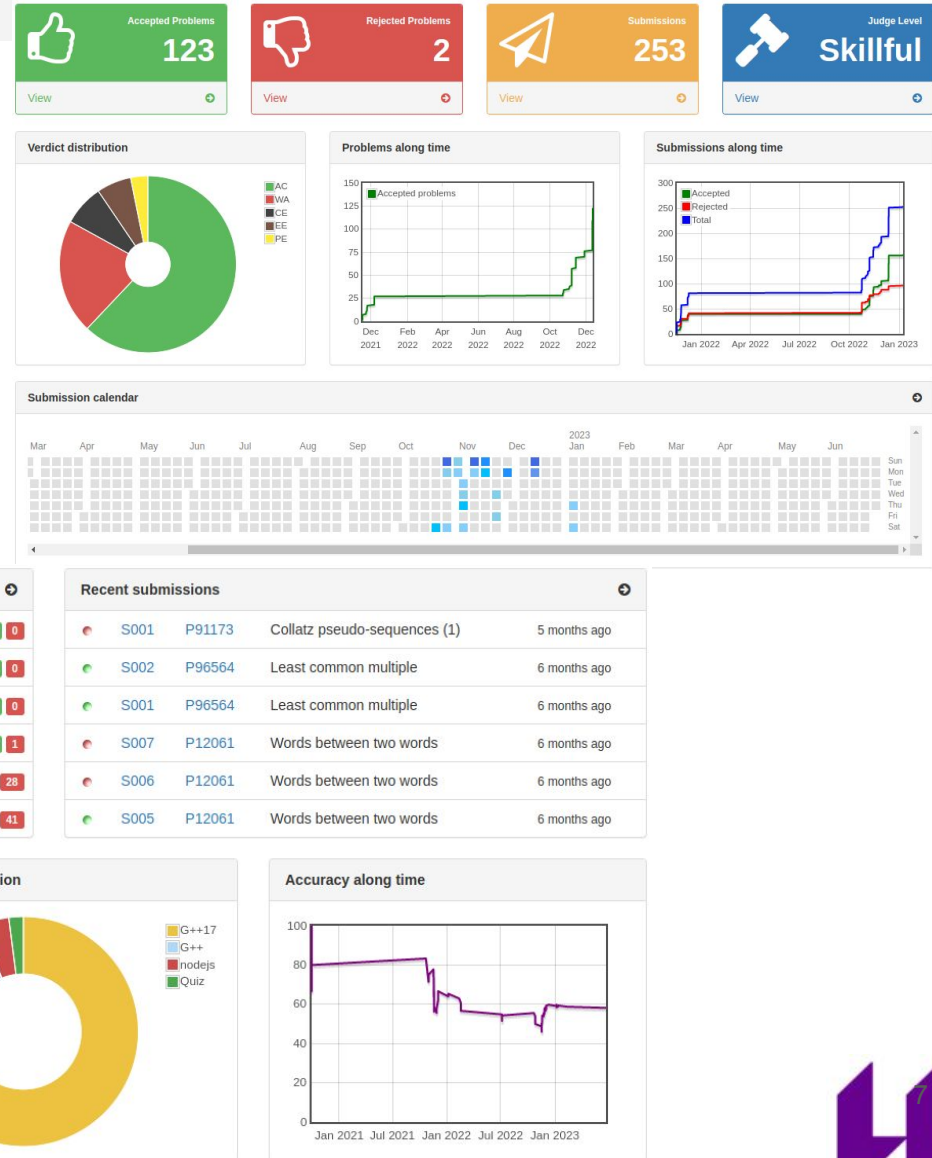 Accepted Problems
123
View
Rejected Problems
2
View
Submissions
253
View
Judge Level
Skillful
View
Verdict distribution
AC
WA
CE
EE
PE
Problems along time
150
125
100
75
50
25
0
Accepted problems
Dec Feb Apr Jun Aug Oct Dec
2021 2022 2022 2022 2022 2022 2022
Submissions along time
300
250
200
150
100
50
0
Accepted
Rejected
Total
Jan 2022 Apr 2022 Jul 2022 Oct 2022 Jan 2023
Submission calendar
2023
Mar Apr May Jun Jul Aug Sep Oct Nov Dec Jan Feb Mar Apr May Jun
Sun
Mon
Tue
Wed
Thu
Fri
Sat
0
0
0
1
28
41
Recent submissions
S001 P91173 Collatz pseudo-sequences (1) 5 months ago
S002 P96564 Least common multiple 6 months ago
S001 P96564 Least common multiple 6 months ago
S007 P12061 Words between two words 6 months ago
S006 P12061 Words between two words 6 months ago
S005 P12061 Words between two words 6 months ago
ion
G++17
G++
nodejs
Quiz
Accuracy along time
100
80
60
40
20
0
Jan 2021 Jul 2021 Jan 2022 Jul 2022 Jan 2023
7